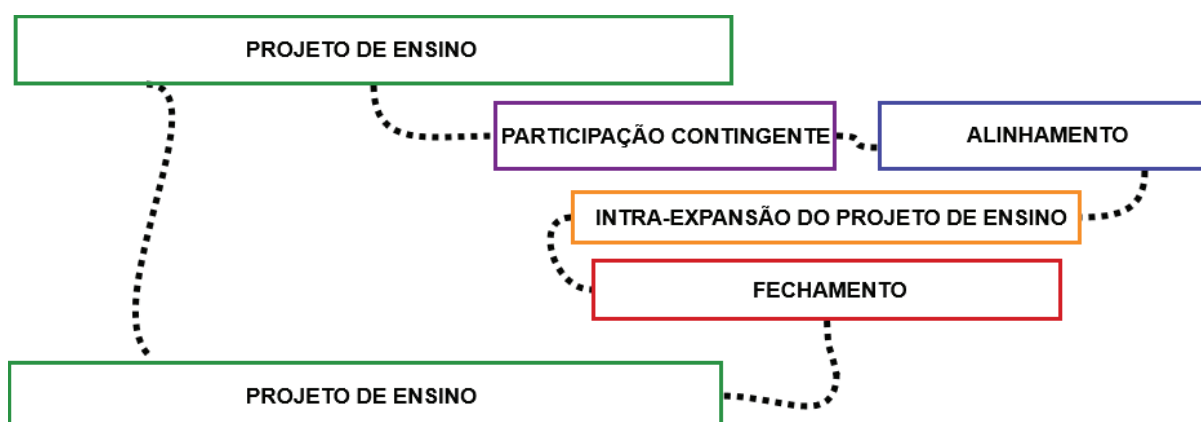 PROJETO DE ENSINO
PARTICIPAÇÃO CONTINGENTE
ALINHAMENTO
INTRA-EXPANSÃO DO PROJETO DE ENSINO
FECHAMENTO
PROJETO DE ENSINO